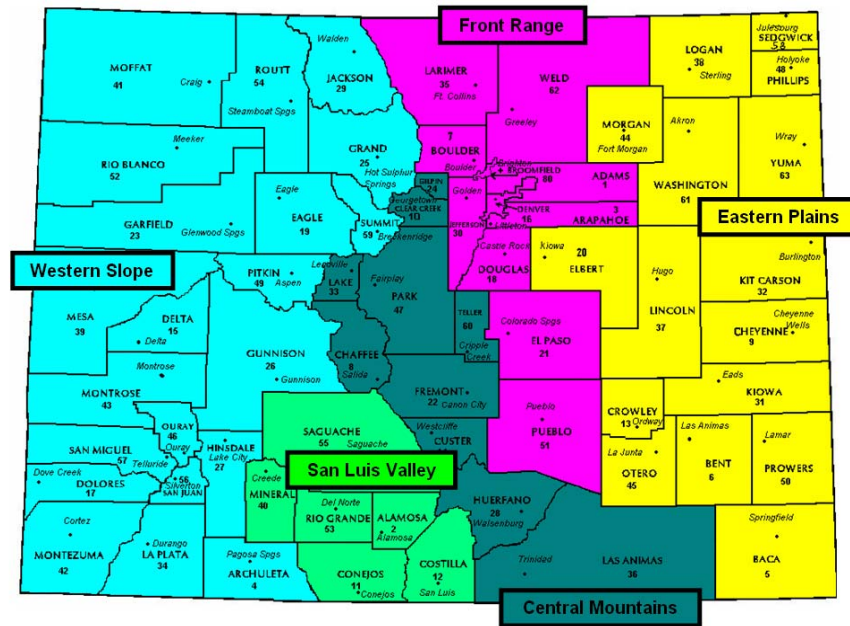 Front Range
Julesburg
SEDGWICK
58
Holyoke
48
PHILLIPS
LOGAN
38
Sterling
Walden
JACKSON
29
LARIMER
35
Ft. Collins
WELD
62
Greeley
MOFFAT
41
Craig
ROUTT
54
Steamboat Spgs
MORGAN
44
Fort Morgan
Akron
WASHINGTON
61
Wray
YUMA
63
Meeker
RIO BLANCO
52
GRAND
25
Hot Sulphur
Springs
7
BOULDER
Boulder
Brighton
BROOMFIELD
80
ADAMS
1
GILPIN
24
Georgetown
CLEAR CREEK
10
Golden
JEFFERSON
30
DENVER
16
Littleton
3
ARAPAHOE
Eagle
EAGLE
19
SUMMIT
59
Breckenridge
GARFIELD
23
Glenwood Spgs
Eastern Plains
Castle Rock
DOUGLAS
18
Kiowa
20
ELBERT
Burlington
KIT CARSON
32
Western Slope
PITKIN
49
Aspen
Leadville
LAKE
33
Fairplay
PARK
47
Hugo
LINCOLN
37
MESA
39
DELTA
15
Delta
TELLER
60
Cripple
Creek
Colorado Spgs
EL PASO
21
Cheyenne
Wells
CHEYENNE
9
GUNNISON
26
Gunnison
CHAFFEE
8
Salida
Montrose
MONTROSE
43
FREMONT
22
Canon City
Eads
KIOWA
31
OURAY
46
Ouray
HINSDALE
Lake City
27
SAGUACHE
55
Saguache
Westcliffe
CUSTER
Pueblo
PUEBLO
51
CROWLEY
13
Ordway
SAN MIGUEL
57
Telluride
La Junta
OTERO
45
Las Animas
BENT
6
Lamar
PROWERS
50
Dove Creek
DOLORES
17
56
Silverton
SAN JUAN
San Luis Valley
Creede
MINERAL
40
Del Norte
RIO GRANDE
53
ALAMOSA
2
Alamosa
HUERFANO
28
Walsenburg
Cortez
MONTEZUMA
42
Durango
LA PLATA
34
Pagosa Spgs
ARCHULETA
4
CONEJOS
11
Conejos
COSTILLA
12
San Luis
Trinidad
LAS ANIMAS
36
Springfield
BACA
5
Central Mountains